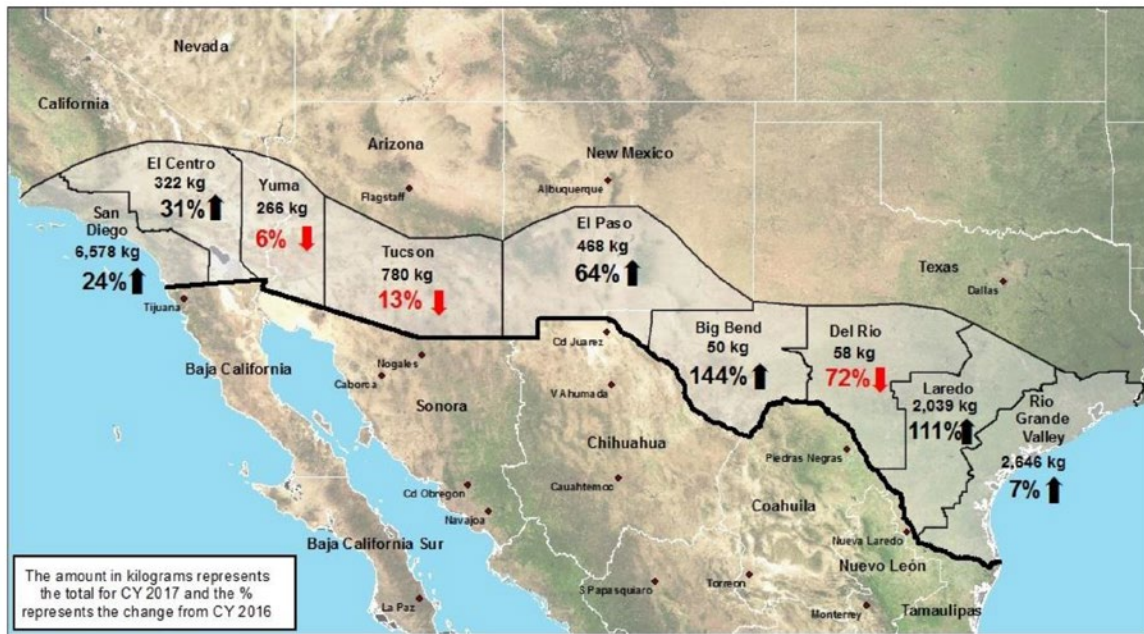 Nevada
California
Arizona
Flagstaff
New Mexico
Albuquerque
El Centro
322 kg
31%
Yuma
266 kg
6%
San
Diego
6,578 kg
24%
Tijuana
Tucson
780 kg
13%
El Paso
468 kg
64%
Texas
Dallas
Big Bend
50 kg
144%
Del Rio
58 kg
72%
Laredo
2,039 kg
111%
Rio
Grande
Valley
2,646 kg
7%
Baja California
Nogales
Caborca
Sonora
Cd Juarez
V Ahumada
Chihuahua
Cauahtemoc
Piedras Negras
Coahuila
Cd Obregon
Navajoa
Baja California Sur
La Paz
Nueva Laredo
Nuevo León
S Papasquiaro
Torreon
Monterrey
Tamaulipas
The amount in kilograms represents
the total for CY 2017 and the %
represents the change from CY 2016